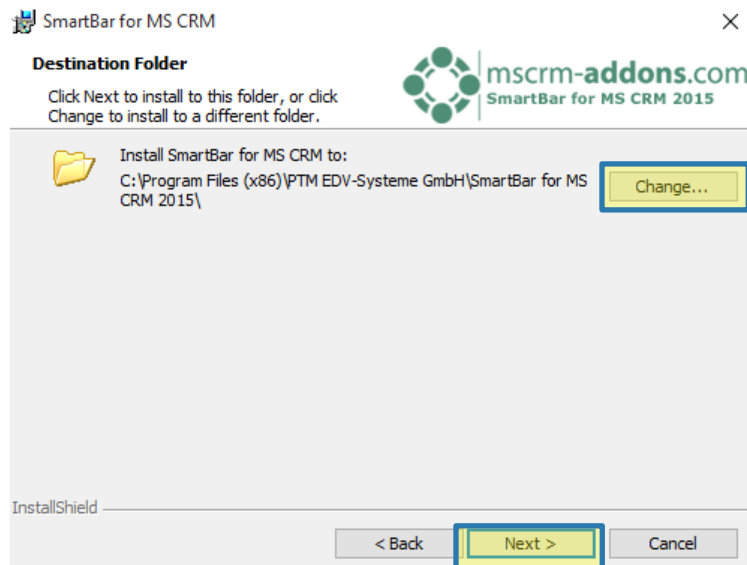 SmartBar for MS CRM
Destination Folder
Click Next to install to this folder, or click
Change to install to a different folder.
mscrm-addons.com
SmartBar for MS CRM 2015
Install SmartBar for MS CRM to:
C:\Program Files (x86)\PTM EDV-Systeme GmbH\SmartBar for MS
CRM 2015\
Change...
InstallShield
< Back
Next >
Cancel